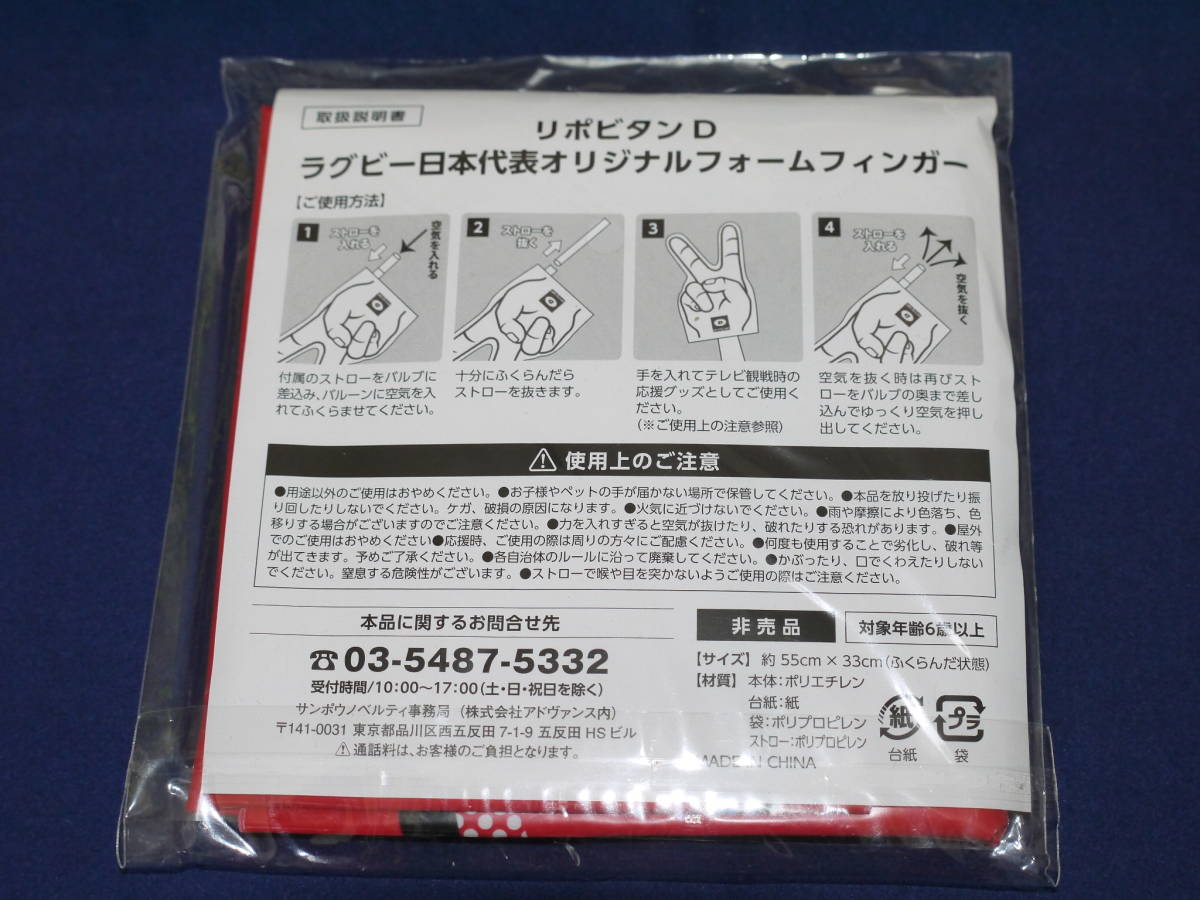 取扱説明書
リポビタンD
ラグビー日本代表オリジナルフォームフィンガー
【ご使用方法】
1
ストローを
入れる
空気を入れる
2
ストローを
抜く
3
4
ストローを
入れる
空気を抜く
付属のストローをバルブに
差込み、バルーンに空気を入
れてふくらませてください。
十分にふくらんだら
ストローを抜きます。
手を入れてテレビ観戦時の
応援グッズとしてご使用く
ださい。
(※ご使用上の注意参照)
空気を抜く時は再びスト
ローをバルブの奥まで差し
込んでゆっくり空気を押し
出してください。
使用上のご注意
●用途以外のご使用はおやめください。●お子様やペットの手が届かない場所で保管してください。●本品を放り投げたり振
り回したりしないでください。ケガ、破損の原因になります。●火気に近づけないでください。●雨や摩擦により色落ち、色
移りする場合がございますのでご注意ください。●力を入れすぎると空気が抜けたり、破れたりする恐れがあります。●屋外
でのご使用はおやめください●応援時、ご使用の際は周りの方々にご配慮ください。●何度も使用することで劣化し、破れ等
が出てきます。予めご了承ください。●各自治体のルールに沿って廃棄してください。●かぶったり、口でくわえたりしない
でください。窒息する危険性がございます。●ストローで喉や目を突かないようご使用の際はご注意ください。
本品に関するお問合せ先
☎03-5487-5332
受付時間/10:00～17:00(土・日・祝日を除く)
サンポウノベルティ事務局 (株式会社アドヴァンス内)
〒141-0031 東京都品川区西五反田 7-1-9 五反田 HS ビル
⚠通話料は、お客様のご負担となります。
非売品
対象年齢6歳以上
【サイズ】約 55cm × 33cm(ふくらんだ状態)
【材質】本体:ポリエチレン
台紙:紙
袋:ポリプロピレン
ストロー:ポリプロピレン
MADE IN CHINA
紙
台紙
プラ
袋